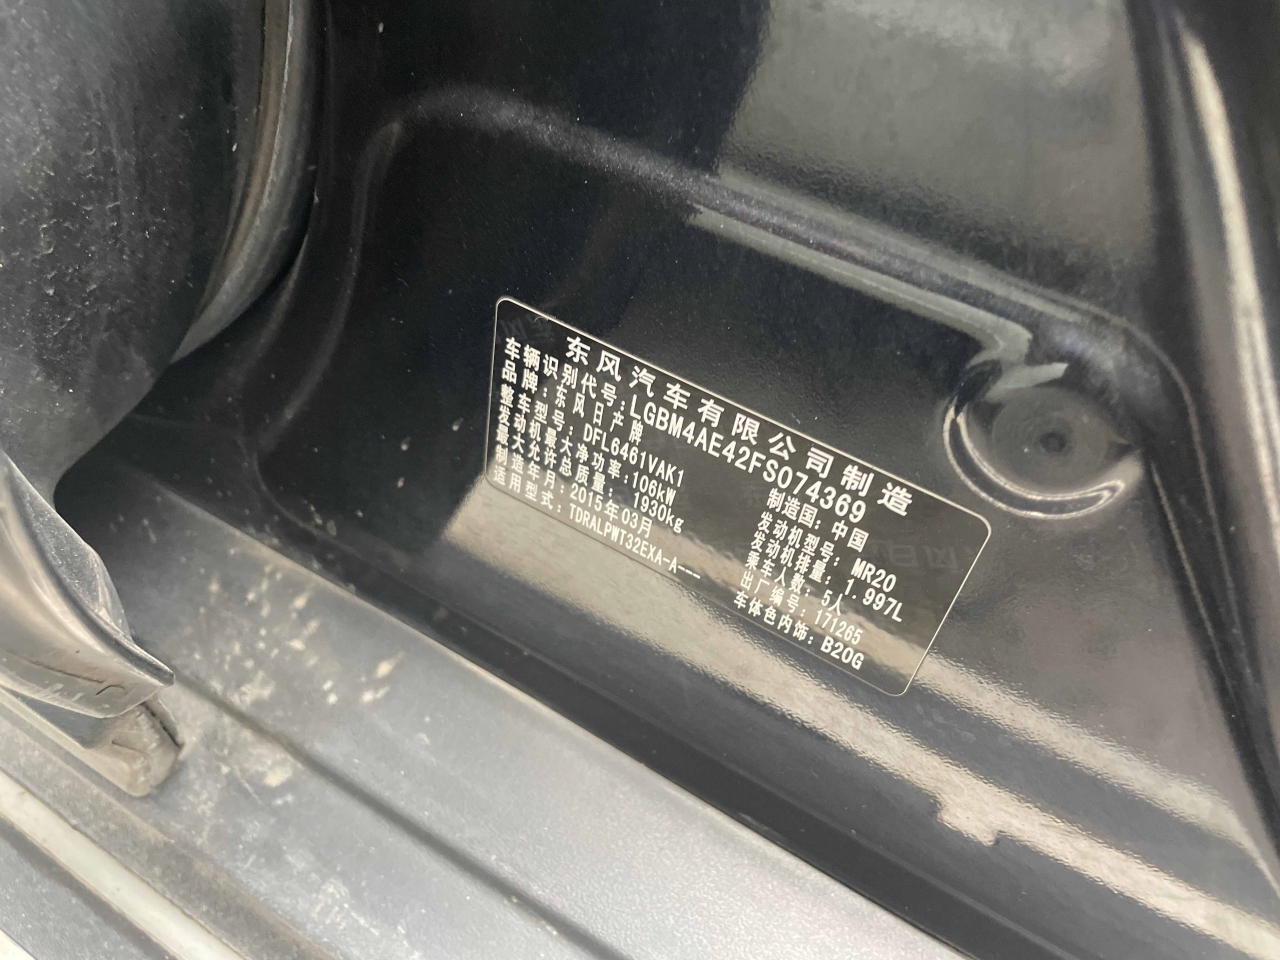 东风汽车有限公司制造
车辆识别代号:LGBM4AE42FS074369
品牌:东风日产牌 制造国:中国
整车型号:DFL6461VAK1 发动机型号:MR20
发动机最大净功率:106kW 发动机排量:1.997L
最大允许总质量:1930kg 乘车人数:5人
制造年月:2015年03月 出厂编号:171265
适用型式:TDRALPWT32EXA-A--- 车体色内饰:B20G